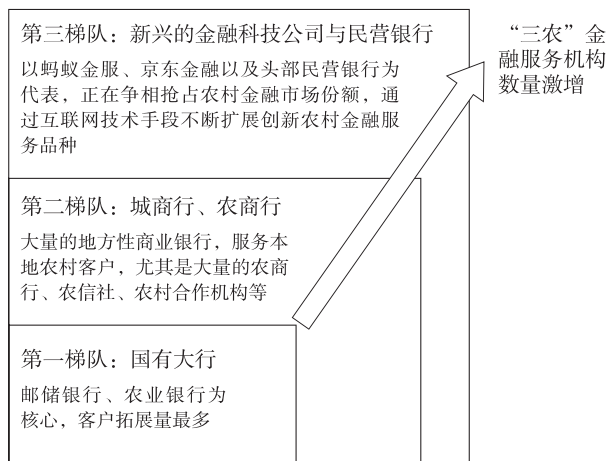 第三梯队：新兴的金融科技公司与民营银行
以蚂蚁金服、京东金融以及头部民营银行为
代表，正在争相抢占农村金融市场份额，通
过互联网技术手段不断扩展创新农村金融服
务品种
“三农”金
融服务机构
数量激增
第二梯队：城商行、农商行
大量的地方性商业银行，服务本
地农村客户，尤其是大量的农商
行、农信社、农村合作机构等
第一梯队：国有大行
邮储银行、农业银行为
核心，客户拓展量最多